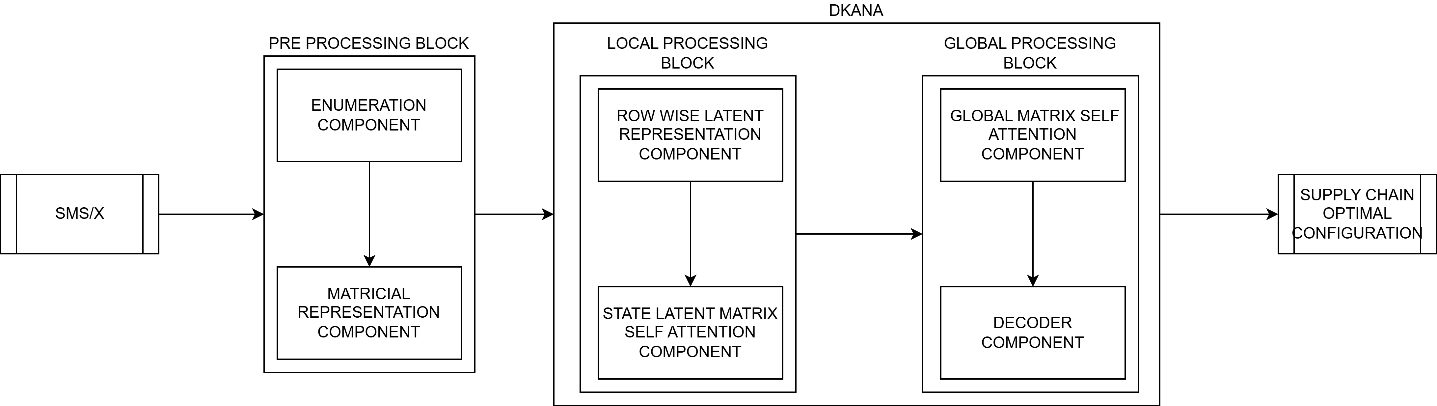 DKANA
PRE PROCESSING BLOCK
LOCAL PROCESSING
BLOCK
GLOBAL PROCESSING
BLOCK
ENUMERATION
COMPONENT
ROW WISE LATENT
REPRESENTATION
COMPONENT
GLOBAL MATRIX SELF
ATTENTION
COMPONENT
SMS/X
SUPPLY CHAIN
OPTIMAL
CONFIGURATION
MATRICIAL
REPRESENTATION
COMPONENT
STATE LATENT MATRIX
SELF ATTENTION
COMPONENT
DECODER
COMPONENT